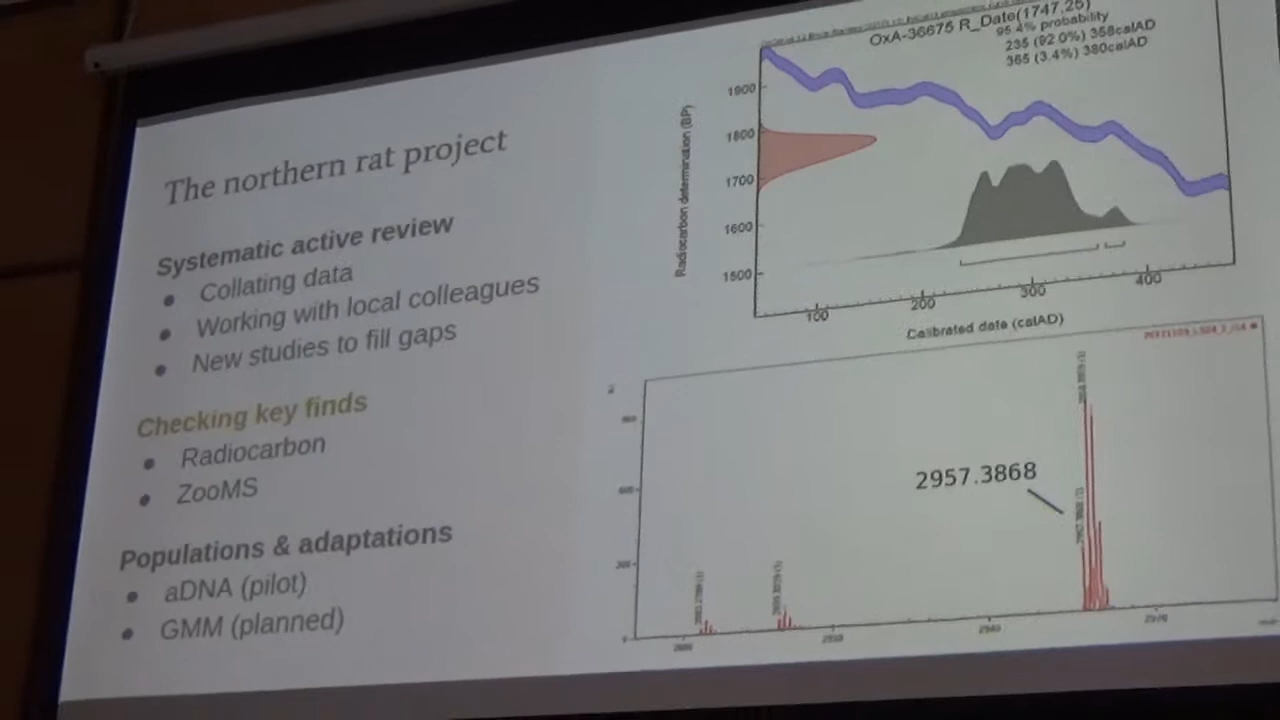 The northern rat project
Systematic active review
● Collating data
● Working with local colleagues
● New studies to fill gaps
Checking key finds
● Radiocarbon
● ZooMS
Populations & adaptations
● aDNA (pilot)
● GMM (planned)
OxA-36675 R_Date(1747,25)
95.4% probability
235 (92.0%) 358calAD
365 (3.4%) 380calAD
Radiocarbon determination (BP)
1900
1800
1700
1600
1500
100 200 300 400
Calibrated date (calAD)
2957.3868